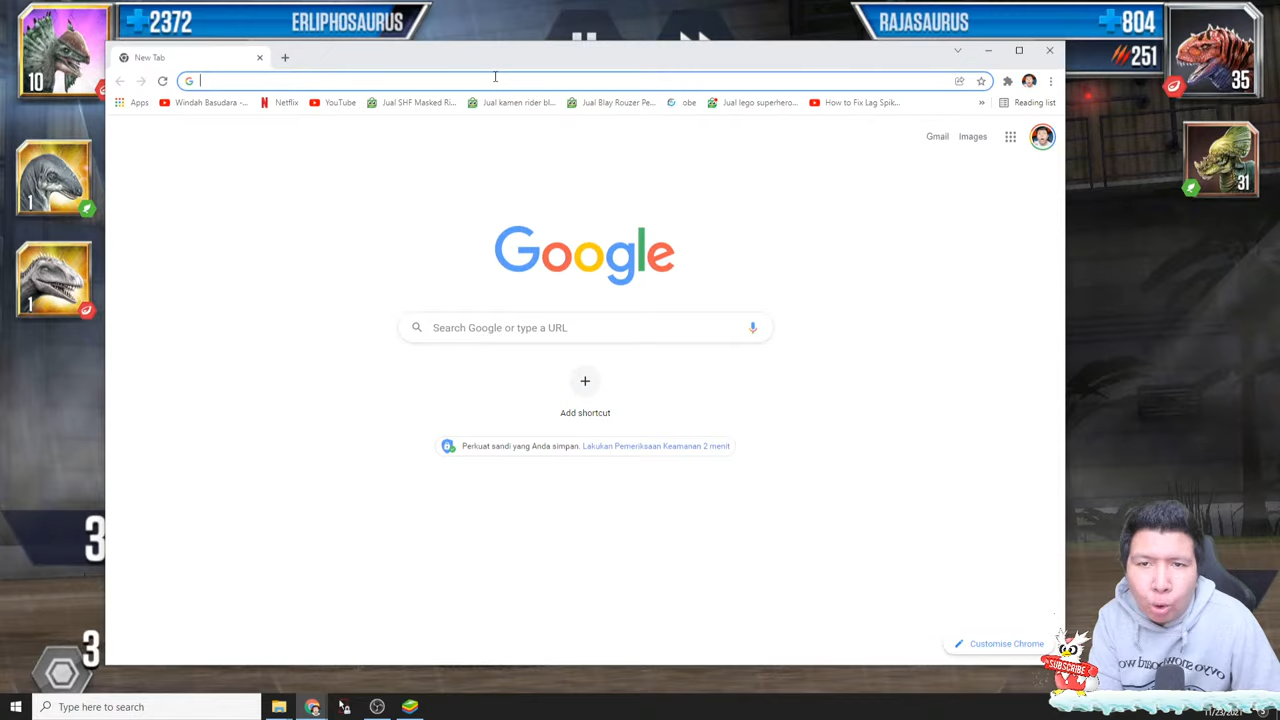 2372 ERLIPHOSAURUS
RAJASAURUS 804
251
10
35
1
31
1
3
3
New Tab
Apps Windah Basudara -... Netflix YouTube Jual SHF Masked Ri... Jual kamen rider bl... Jual Blay Rouzer Pe... obe Jual lego superhero... How to Fix Lag Spik... » Reading list
Gmail Images
Google
Search Google or type a URL
Add shortcut
Perkuat sandi yang Anda simpan. Lakukan Pemeriksaan Keamanan 2 menit
Customise Chrome
SUBSCRIBE
Type here to search